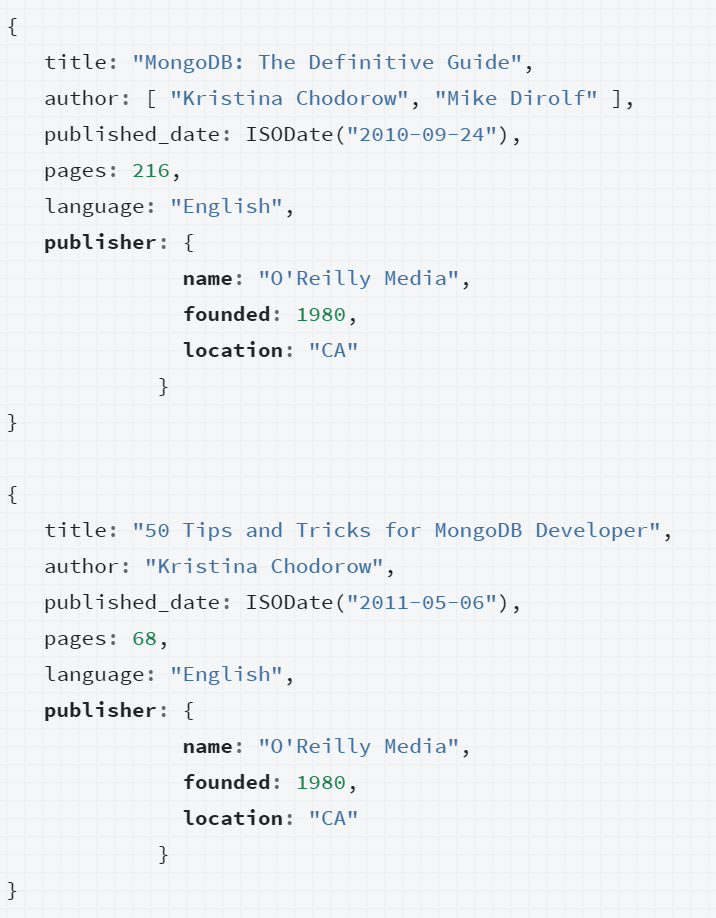 {
   title: "MongoDB: The Definitive Guide",
   author: [ "Kristina Chodorow", "Mike Dirolf" ],
   published_date: ISODate("2010-09-24"),
   pages: 216,
   language: "English",
   publisher: {
              name: "O'Reilly Media",
              founded: 1980,
              location: "CA"
            }
}

{
   title: "50 Tips and Tricks for MongoDB Developer",
   author: "Kristina Chodorow",
   published_date: ISODate("2011-05-06"),
   pages: 68,
   language: "English",
   publisher: {
              name: "O'Reilly Media",
              founded: 1980,
              location: "CA"
            }
}